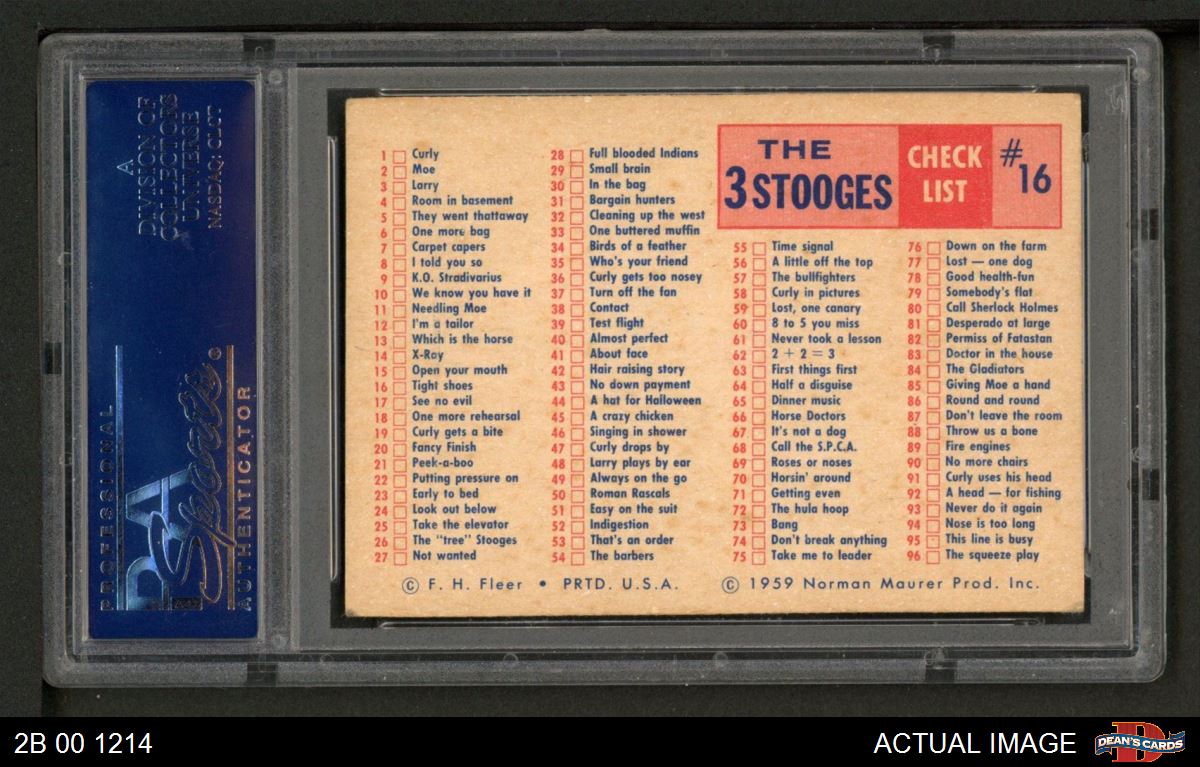 A
DIVISION OF
COLLECTORS
UNIVERSE
NASDAQ: CLCT
PROFESSIONAL
PSA
Sports
AUTHENTICATOR
®
THE
3 STOOGES
CHECK
LIST
#
16
1 Curly
2 Moe
3 Larry
4 Room in basement
5 They went thattaway
6 One more bag
7 Carpet capers
8 I told you so
9 K.O. Stradivarius
10 We know you have it
11 Needling Moe
12 I'm a tailor
13 Which is the horse
14 X-Ray
15 Open your mouth
16 Tight shoes
17 See no evil
18 One more rehearsal
19 Curly gets a bite
20 Fancy Finish
21 Peek-a-boo
22 Putting pressure on
23 Early to bed
24 Look out below
25 Take the elevator
26 The "tree" Stooges
27 Not wanted
28 Full blooded Indians
29 Small brain
30 In the bag
31 Bargain hunters
32 Cleaning up the west
33 One buttered muffin
34 Birds of a feather
35 Who's your friend
36 Curly gets too nosey
37 Turn off the fan
38 Contact
39 Test flight
40 Almost perfect
41 About face
42 Hair raising story
43 No down payment
44 A hat for Halloween
45 A crazy chicken
46 Singing in shower
47 Curly drops by
48 Larry plays by ear
49 Always on the go
50 Roman Rascals
51 Easy on the suit
52 Indigestion
53 That's an order
54 The barbers
55 Time signal
56 A little off the top
57 The bullfighters
58 Curly in pictures
59 Lost, one canary
60 8 to 5 you miss
61 Never took a lesson
62 2 + 2 = 3
63 First things first
64 Half a disguise
65 Dinner music
66 Horse Doctors
67 It's not a dog
68 Call the S.P.C.A.
69 Roses or noses
70 Horsin' around
71 Getting even
72 The hula hoop
73 Bang
74 Don't break anything
75 Take me to leader
76 Down on the farm
77 Lost — one dog
78 Good health-fun
79 Somebody's flat
80 Call Sherlock Holmes
81 Desperado at large
82 Permiss of Fatastan
83 Doctor in the house
84 The Gladiators
85 Giving Moe a hand
86 Round and round
87 Don't leave the room
88 Throw us a bone
89 Fire engines
90 No more chairs
91 Curly uses his head
92 A head — for fishing
93 Never do it again
94 Nose is too long
95 This line is busy
96 The squeeze play
© F. H. Fleer • PRTD. U.S.A. © 1959 Norman Maurer Prod. Inc.
2B 00 1214
ACTUAL IMAGE
D
DEAN'S CARDS